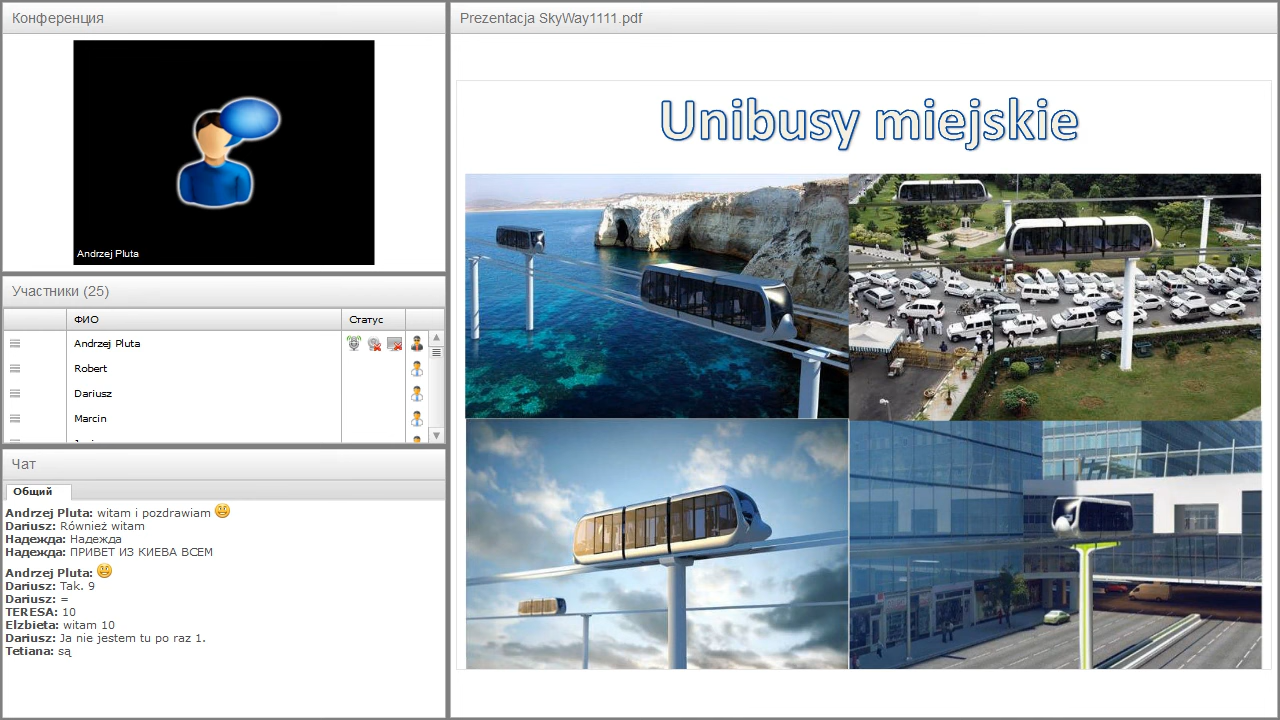 Конференция
Andrzej Pluta
Участники (25)
ФИО Статус
Andrzej Pluta
Robert
Dariusz
Marcin
Чат
Общий
Andrzej Pluta: witam i pozdrawiam
Dariusz: Również witam
Надежда: Надежда
Надежда: ПРИВЕТ ИЗ КИЕВА ВСЕМ
Andrzej Pluta:
Dariusz: Tak. 9
Dariusz: =
TERESA: 10
Elzbieta: witam 10
Dariusz: Ja nie jestem tu po raz 1.
Tetiana: są
Prezentacja SkyWay1111.pdf
Unibusy miejskie